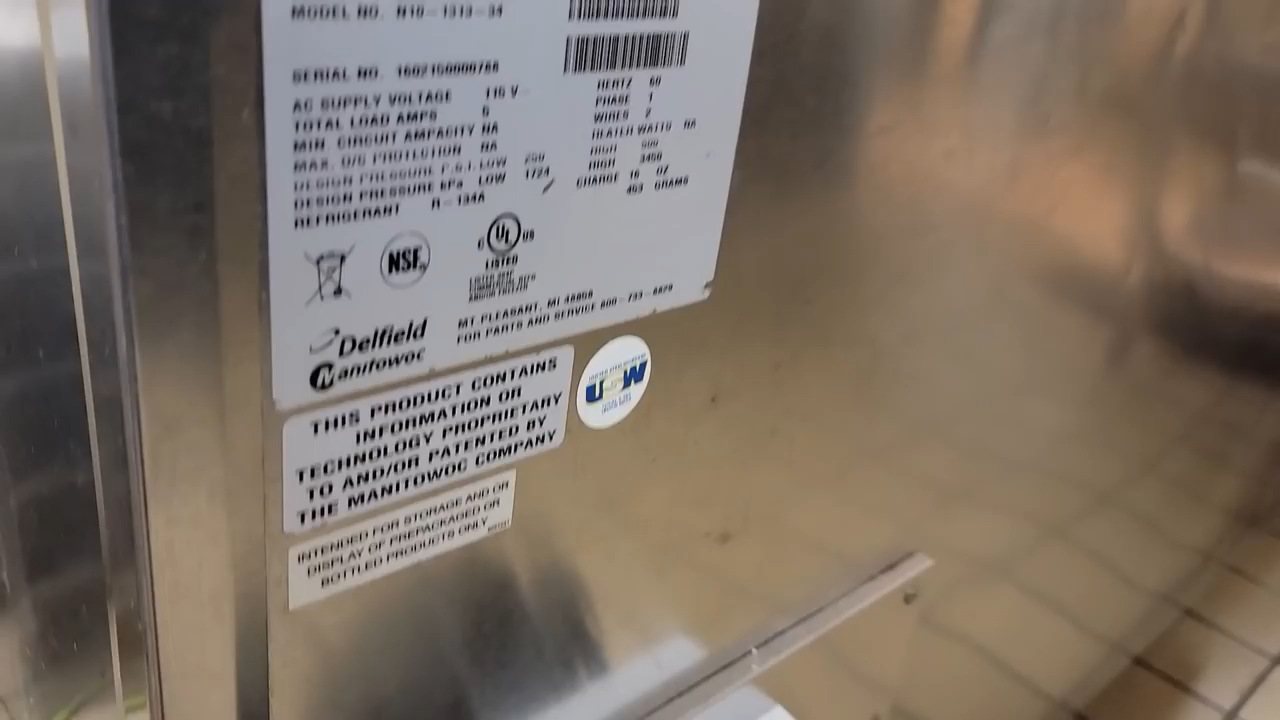 MODEL NO. N10-1313-34
SERIAL NO. 1602150000786
AC SUPPLY VOLTAGE 115 V
TOTAL LOAD AMPS 5
MIN. CIRCUIT AMPACITY NA
MAX. O/C PROTECTION NA
DESIGN PRESSURE P.S.I. LOW 250
DESIGN PRESSURE kPa LOW 1724
REFRIGERANT R-134A
HERTZ 60
PHASE 1
WIRES 2
HEATER WATTS NA
HIGH 500
HIGH 3450
CHARGE 16 OZ
453 GRAMS
NSF
C UL US
LISTED
Delfield
Manitowoc
MT. PLEASANT, MI 48858
FOR PARTS AND SERVICE 800-733-8829
THIS PRODUCT CONTAINS
INFORMATION OR
TECHNOLOGY PROPRIETARY
TO AND/OR PATENTED BY
THE MANITOWOC COMPANY
USW
INTENDED FOR STORAGE AND OR
DISPLAY OF PREPACKAGED OR
BOTTLED PRODUCTS ONLY